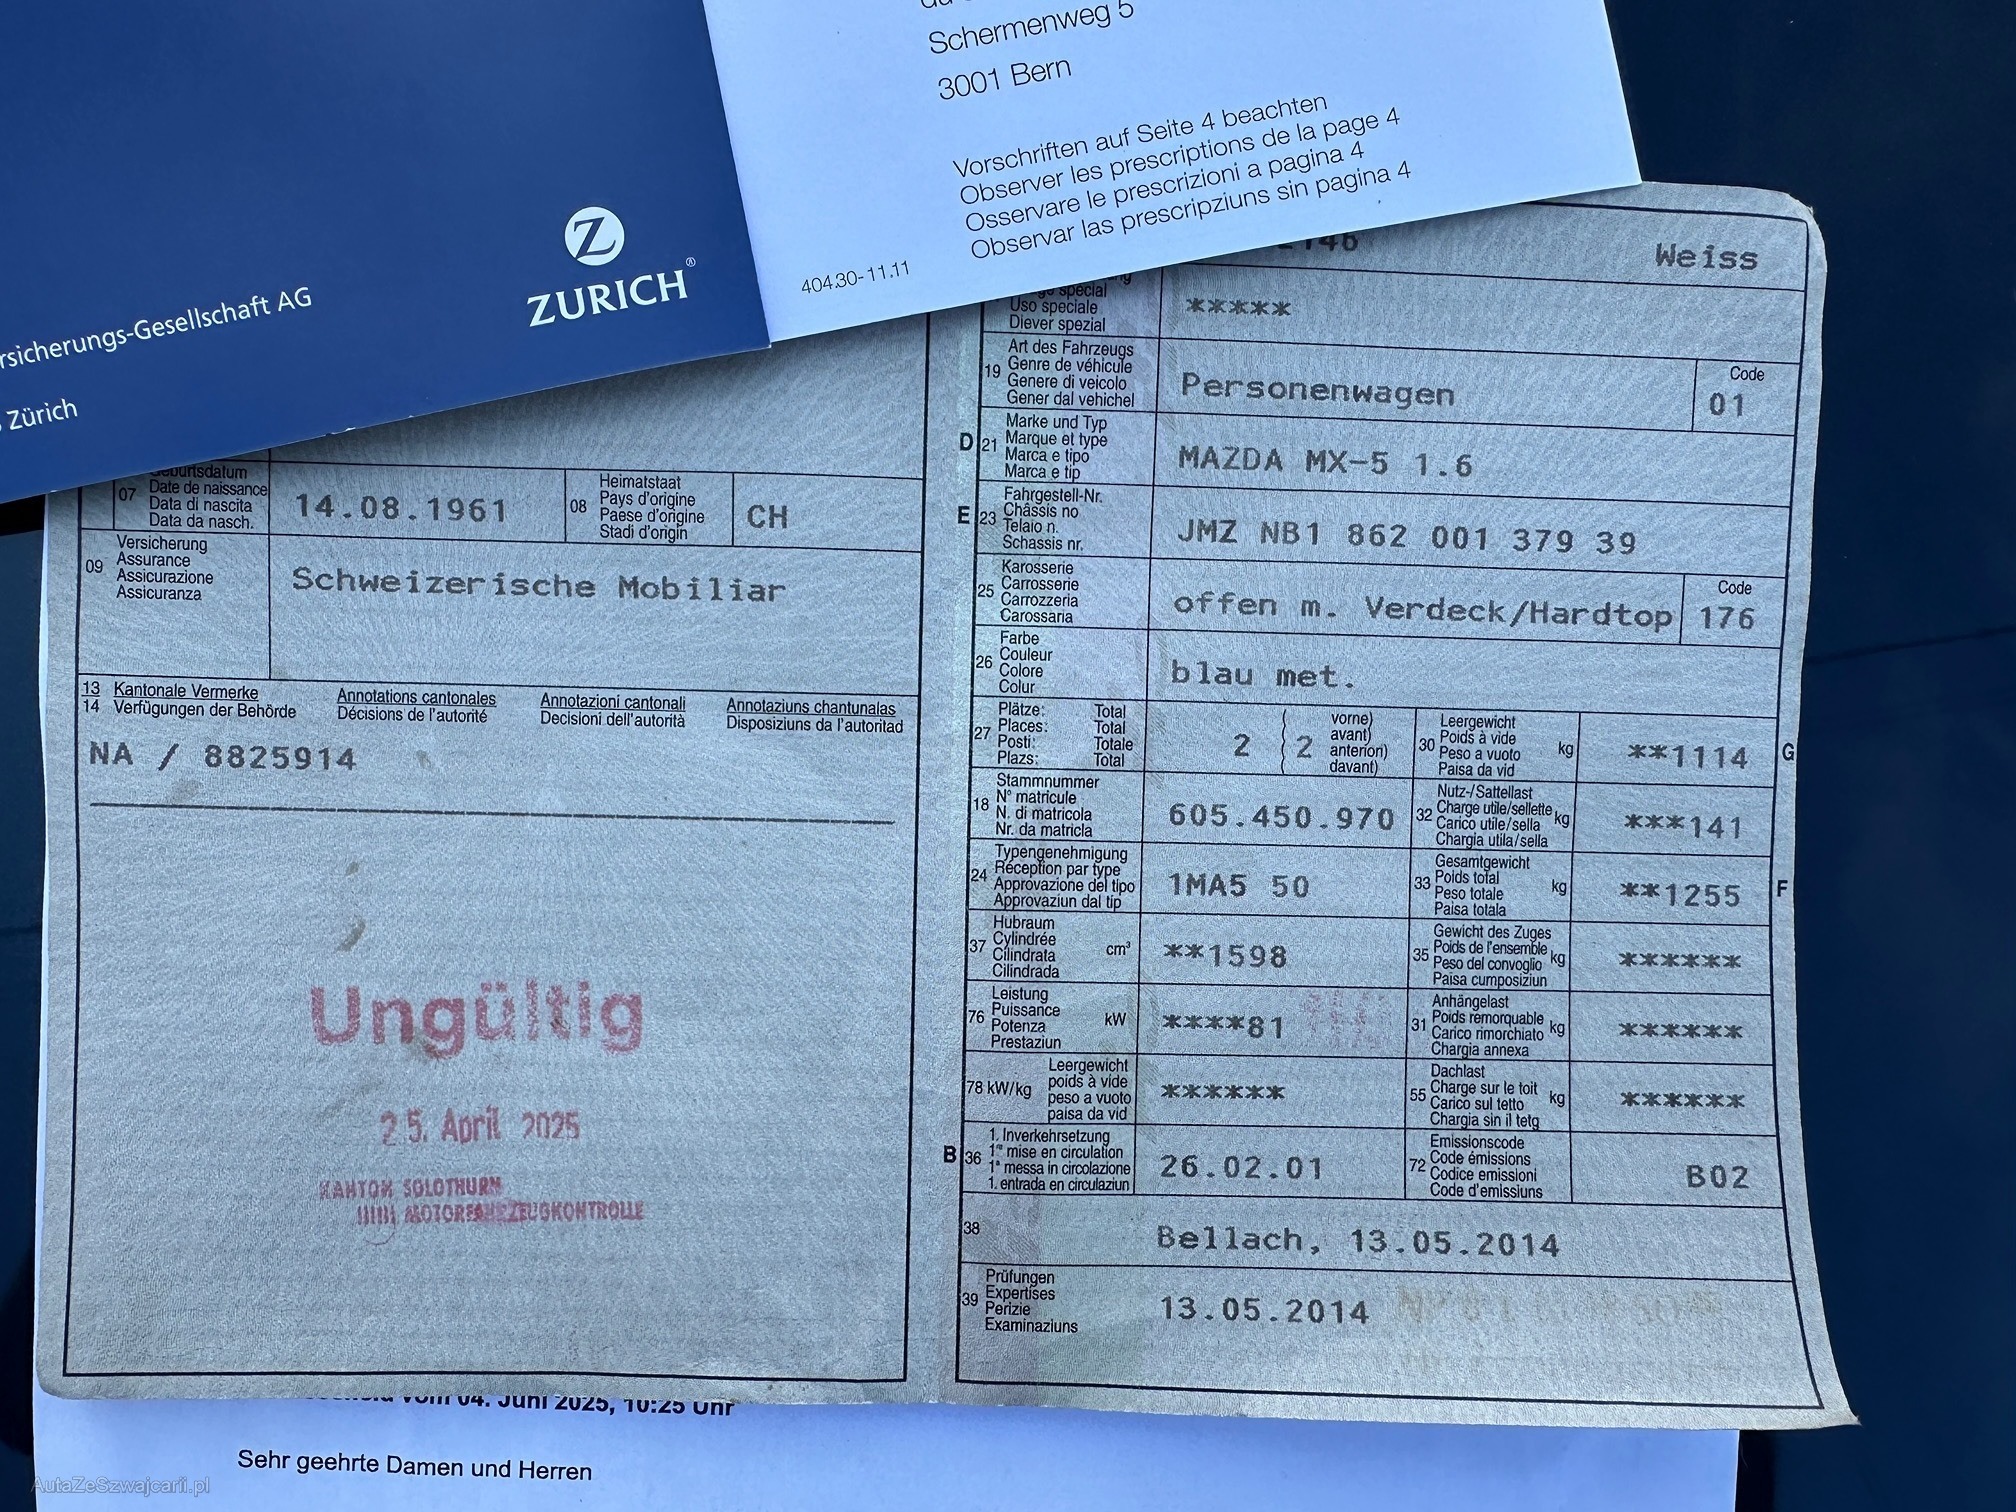 Schermenweg 5
3001 Bern
Vorschriften auf Seite 4 beachten
Observer les prescriptions de la page 4
Osservare le prescrizioni a pagina 4
Observar las prescripziuns sin pagina 4
404.30-11.11
rsicherungs-Gesellschaft AG
Zürich
ZURICH®
Geburtsdatum
07 Date de naissance
Data di nascita
Data da nasch.
14.08.1961
08 Heimatstaat
Pays d'origine
Paese d'origine
Stadi d'origin
CH
09 Versicherung
Assurance
Assicurazione
Assicuranza
Schweizerische Mobiliar
13 Kantonale Vermerke Annotations cantonales Annotazioni cantonali Annotaziuns chantunalas
14 Verfügungen der Behörde Décisions de l'autorité Decisioni dell'autorità Disposiziuns da l'autoritad
NA / 8825914
Ungültig
25. April 2025
KANTON SOLOTHURN
MOTORFAHRZEUGKONTROLLE
Weiss
special
Uso speciale
Diever spezial
*****
19 Art des Fahrzeugs
Genre de véhicule
Genere di veicolo
Gener dal vehichel
Personenwagen
Code
01
D 21 Marke und Typ
Marque et type
Marca e tipo
Marca e tip
MAZDA MX-5 1.6
E 23 Fahrgestell-Nr.
Châssis no
Telaio n.
Schassis nr.
JMZ NB1 862 001 379 39
25 Karosserie
Carrosserie
Carrozzeria
Carossaria
offen m. Verdeck/Hardtop
Code
176
26 Farbe
Couleur
Colore
Colur
blau met.
27 Plätze: Total
Places: Total
Posti: Totale
Plazs: Total
2 ( 2 vorne)
avant)
anteriori)
davant)
30 Leergewicht
Poids à vide
Peso a vuoto
Paisa da vid
kg
**1114
G
18 Stammnummer
N° matricule
N. di matricola
Nr. da matricla
605.450.970
32 Nutz-/Sattellast
Charge utile/sellette
Carico utile/sella
Chargia utila/sella
kg
***141
24 Typengenehmigung
Réception par type
Approvazione del tipo
Approvaziun dal tip
1MA5 50
33 Gesamtgewicht
Poids total
Peso totale
Paisa totala
kg
**1255
F
37 Hubraum
Cylindrée
Cilindrata
Cilindrada
cm³
**1598
35 Gewicht des Zuges
Poids de l'ensemble
Peso del convoglio
Paisa cumposiziun
kg
******
76 Leistung
Puissance
Potenza
Prestaziun
kW
****81
31 Anhängelast
Poids remorquable
Carico rimorchiato
Chargia annexa
kg
******
78 kW/kg Leergewicht
poids à vide
peso a vuoto
paisa da vid
******
55 Dachlast
Charge sur le toit
Carico sul tetto
Chargia sin il tetg
kg
******
B 36 1. Inverkehrsetzung
1re mise en circulation
1a messa in circolazione
1. entrada en circulaziun
26.02.01
72 Emissionscode
Code émissions
Codice emissioni
Code d'emissiuns
B02
38 Bellach, 13.05.2014
39 Prüfungen
Expertises
Perizie
Examinaziuns
13.05.2014
vom 04. Juni 2025, 10:25 Uhr
Sehr geehrte Damen und Herren
AutaZeSzwajcarii.pl